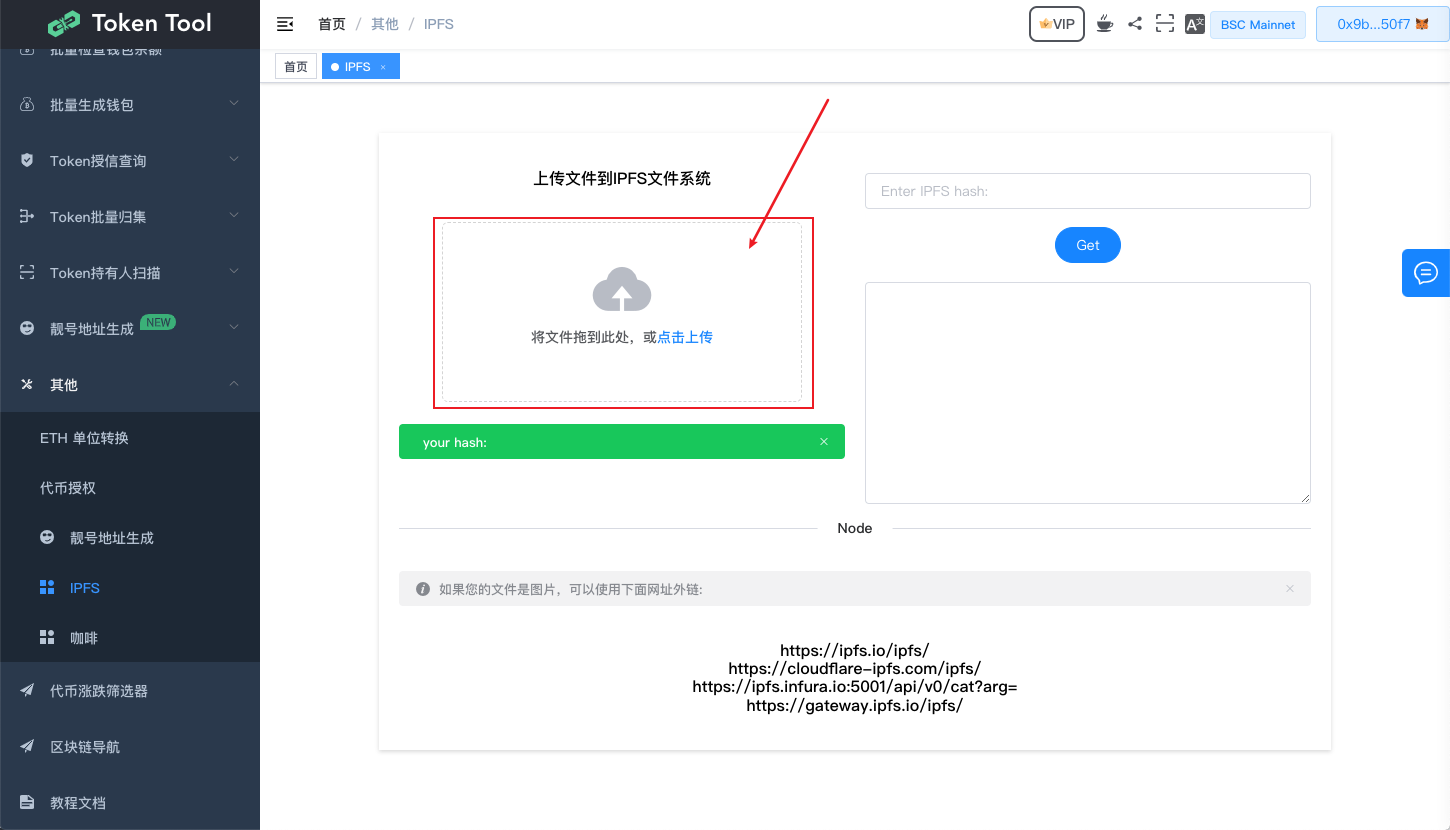 Token Tool
首页 / 其他 / IPFS
VIP
BSC Mainnet
0x9b...50f7
首页
IPFS ×
批量检查钱包余额
批量生成钱包
Token授信查询
Token批量归集
Token持有人扫描
靓号地址生成 NEW
其他
ETH 单位转换
代币授权
靓号地址生成
IPFS
咖啡
代币涨跌筛选器
区块链导航
教程文档
上传文件到IPFS文件系统
将文件拖到此处，或点击上传
your hash:
Enter IPFS hash:
Get
Node
如果您的文件是图片，可以使用下面网址外链:
https://ipfs.io/ipfs/
https://cloudflare-ipfs.com/ipfs/
https://ipfs.infura.io:5001/api/v0/cat?arg=
https://gateway.ipfs.io/ipfs/